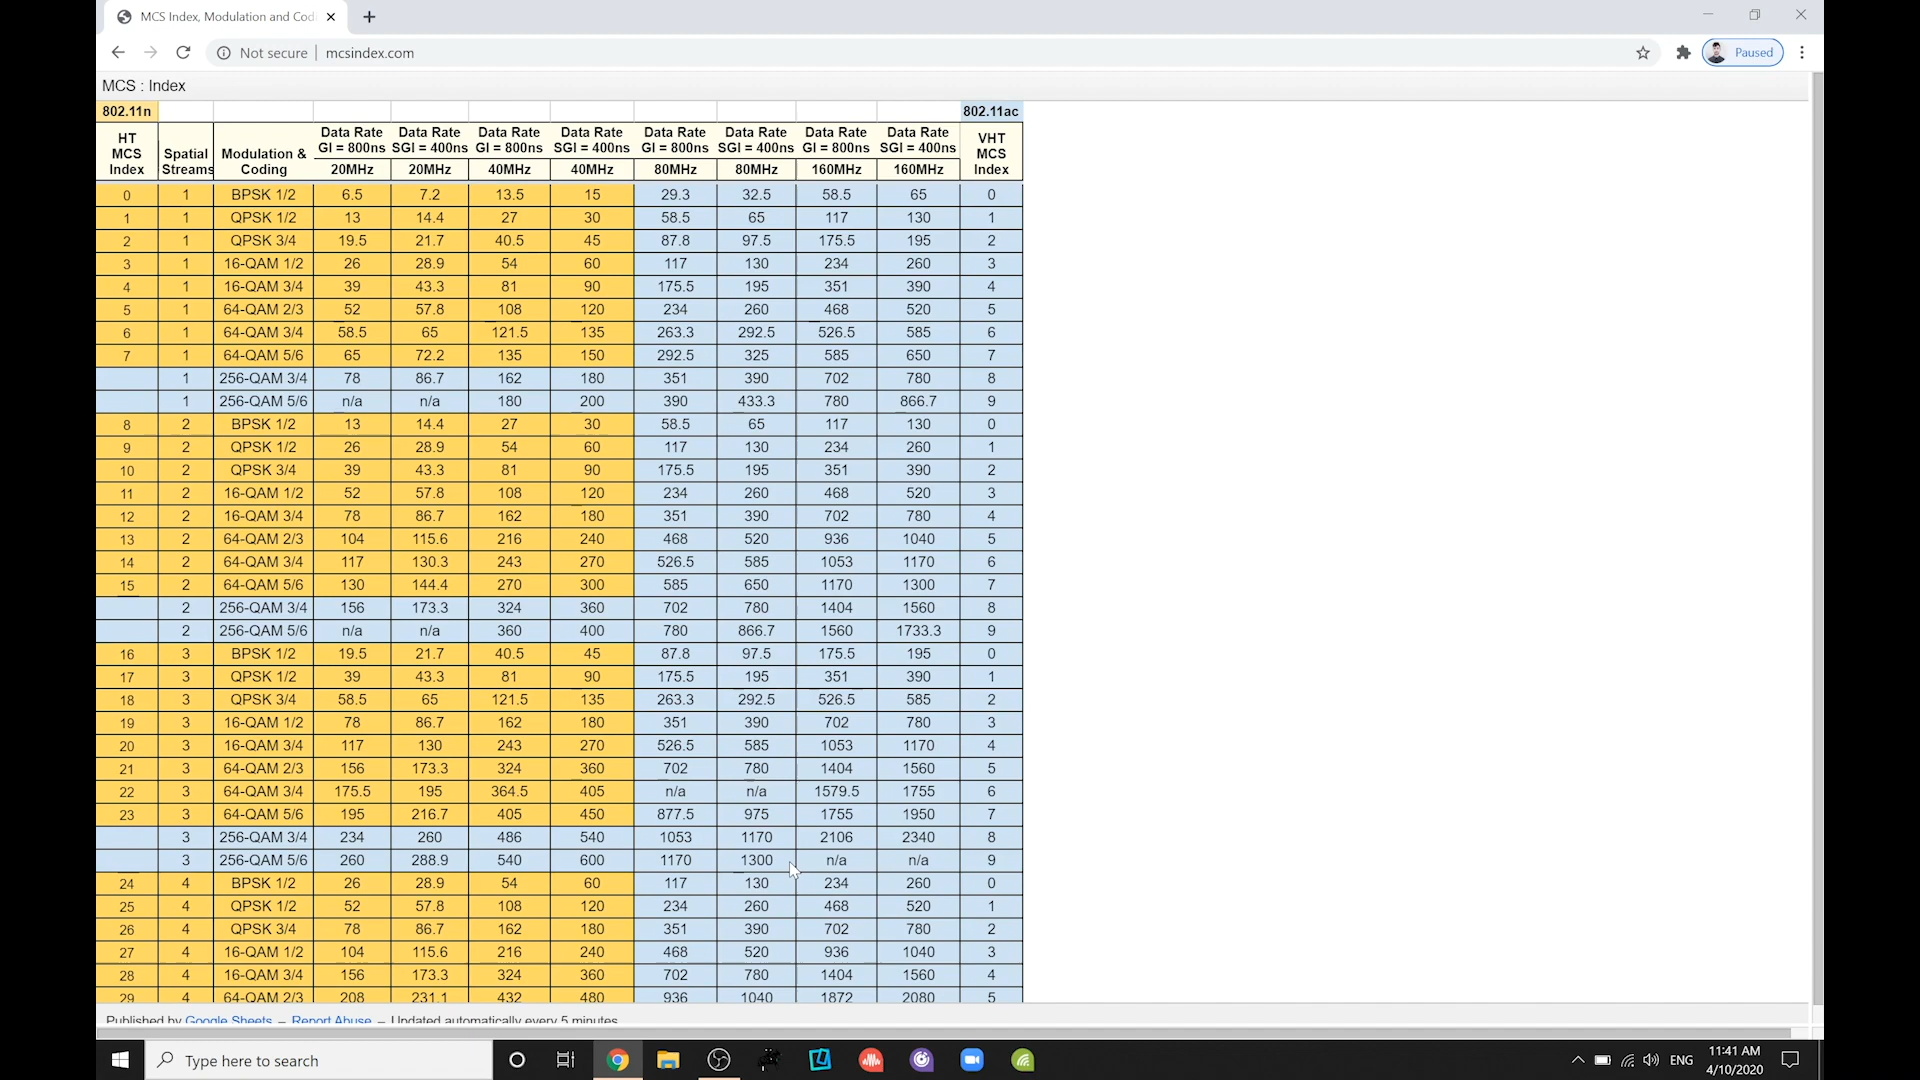 MCS Index, Modulation and Codi
Not secure
mcsindex.com
Paused
MCS : Index
802.11n 802.11ac
HT MCS Index Spatial Streams Modulation & Coding Data Rate GI = 800ns 20MHz Data Rate SGI = 400ns 20MHz Data Rate GI = 800ns 40MHz Data Rate SGI = 400ns 40MHz Data Rate GI = 800ns 80MHz Data Rate SGI = 400ns 80MHz Data Rate GI = 800ns 160MHz Data Rate SGI = 400ns 160MHz VHT MCS Index
0 1 BPSK 1/2 6.5 7.2 13.5 15 29.3 32.5 58.5 65 0
1 1 QPSK 1/2 13 14.4 27 30 58.5 65 117 130 1
2 1 QPSK 3/4 19.5 21.7 40.5 45 87.8 97.5 175.5 195 2
3 1 16-QAM 1/2 26 28.9 54 60 117 130 234 260 3
4 1 16-QAM 3/4 39 43.3 81 90 175.5 195 351 390 4
5 1 64-QAM 2/3 52 57.8 108 120 234 260 468 520 5
6 1 64-QAM 3/4 58.5 65 121.5 135 263.3 292.5 526.5 585 6
7 1 64-QAM 5/6 65 72.2 135 150 292.5 325 585 650 7
1 256-QAM 3/4 78 86.7 162 180 351 390 702 780 8
1 256-QAM 5/6 n/a n/a 180 200 390 433.3 780 866.7 9
8 2 BPSK 1/2 13 14.4 27 30 58.5 65 117 130 0
9 2 QPSK 1/2 26 28.9 54 60 117 130 234 260 1
10 2 QPSK 3/4 39 43.3 81 90 175.5 195 351 390 2
11 2 16-QAM 1/2 52 57.8 108 120 234 260 468 520 3
12 2 16-QAM 3/4 78 86.7 162 180 351 390 702 780 4
13 2 64-QAM 2/3 104 115.6 216 240 468 520 936 1040 5
14 2 64-QAM 3/4 117 130.3 243 270 526.5 585 1053 1170 6
15 2 64-QAM 5/6 130 144.4 270 300 585 650 1170 1300 7
2 256-QAM 3/4 156 173.3 324 360 702 780 1404 1560 8
2 256-QAM 5/6 n/a n/a 360 400 780 866.7 1560 1733.3 9
16 3 BPSK 1/2 19.5 21.7 40.5 45 87.8 97.5 175.5 195 0
17 3 QPSK 1/2 39 43.3 81 90 175.5 195 351 390 1
18 3 QPSK 3/4 58.5 65 121.5 135 263.3 292.5 526.5 585 2
19 3 16-QAM 1/2 78 86.7 162 180 351 390 702 780 3
20 3 16-QAM 3/4 117 130 243 270 526.5 585 1053 1170 4
21 3 64-QAM 2/3 156 173.3 324 360 702 780 1404 1560 5
22 3 64-QAM 3/4 175.5 195 364.5 405 n/a n/a 1579.5 1755 6
23 3 64-QAM 5/6 195 216.7 405 450 877.5 975 1755 1950 7
3 256-QAM 3/4 234 260 486 540 1053 1170 2106 2340 8
3 256-QAM 5/6 260 288.9 540 600 1170 1300 n/a n/a 9
24 4 BPSK 1/2 26 28.9 54 60 117 130 234 260 0
25 4 QPSK 1/2 52 57.8 108 120 234 260 468 520 1
26 4 QPSK 3/4 78 86.7 162 180 351 390 702 780 2
27 4 16-QAM 1/2 104 115.6 216 240 468 520 936 1040 3
28 4 16-QAM 3/4 156 173.3 324 360 702 780 1404 1560 4
29 4 64-QAM 2/3 208 231.1 432 480 936 1040 1872 2080 5
Published by Google Sheets – Report Abuse – Updated automatically every 5 minutes
Type here to search
ENG
11:41 AM
4/10/2020